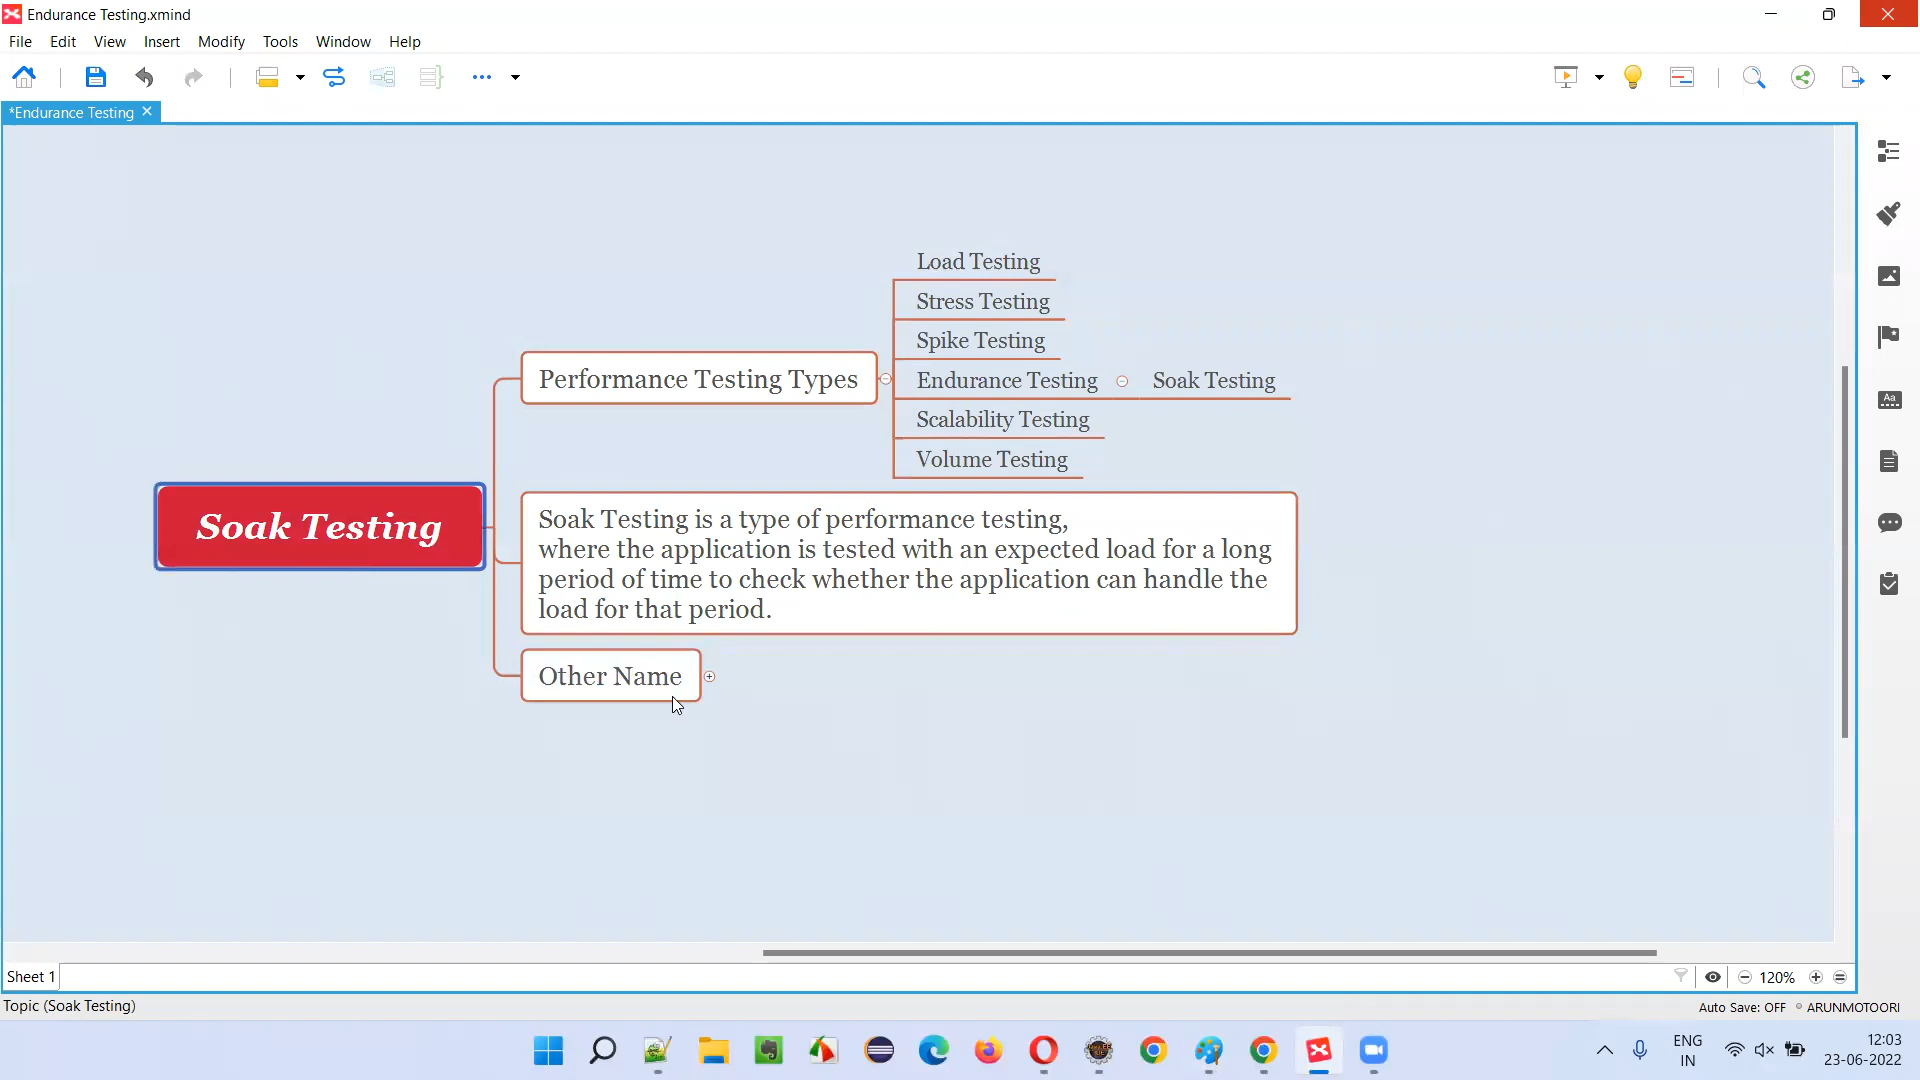 Endurance Testing.xmind
File Edit View Insert Modify Tools Window Help
*Endurance Testing
Load Testing
Stress Testing
Spike Testing
Performance Testing Types
Endurance Testing
Soak Testing
Scalability Testing
Volume Testing
Soak Testing
Soak Testing is a type of performance testing,
where the application is tested with an expected load for a long
period of time to check whether the application can handle the
load for that period.
Other Name
Aa
Sheet 1
120%
Topic (Soak Testing)
Auto Save: OFF
ARUNMOTOORI
ENG
IN
12:03
23-06-2022